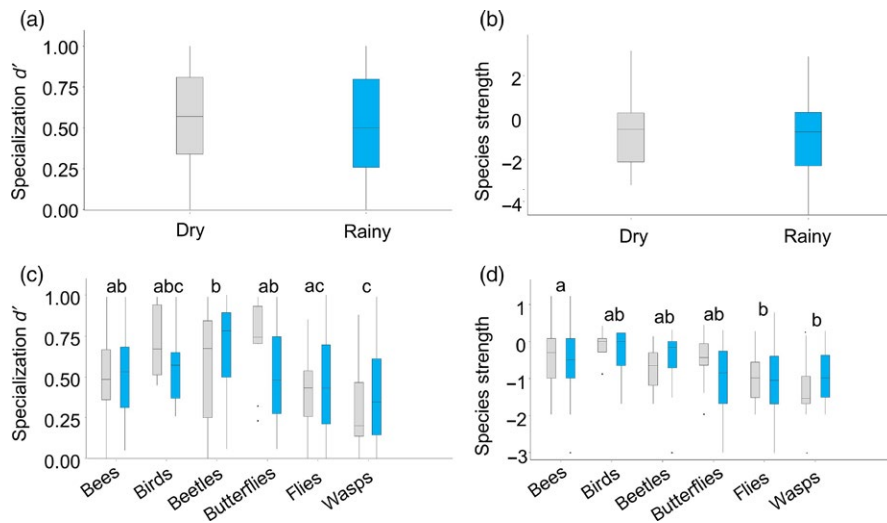 (a)
Specialization d′
1.00
0.75
0.50
0.25
0.00
Dry
Rainy
(b)
Species strength
2
0
−2
−4
Dry
Rainy
(c)
Specialization d′
1.00
0.75
0.50
0.25
0.00
ab
abc
b
ab
ac
c
Bees
Birds
Beetles
Butterflies
Flies
Wasps
(d)
Species strength
1
0
−1
−2
−3
a
ab
ab
ab
b
b
Bees
Birds
Beetles
Butterflies
Flies
Wasps